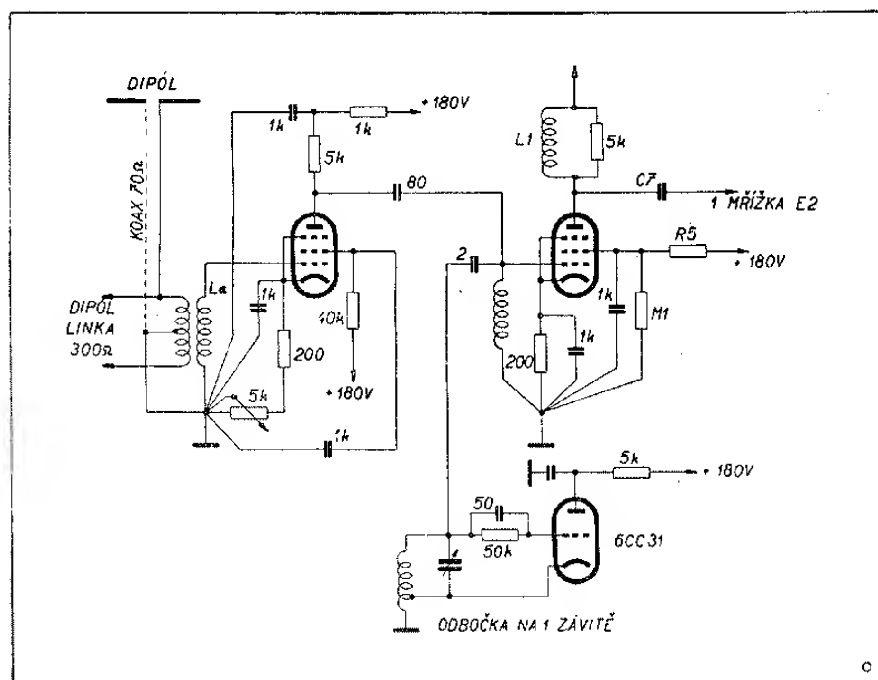 DIPÓL
KOAX 70Ω
DIPÓL
LINKA
300Ω
La
1k
1k
+180V
5k
80
1k
200
40k
+180V
5k
1k
L1
5k
C7
1 MŘÍŽKA E2
2
R5
+180V
1k
M1
200
1k
5k
+180V
50
50k
6CC31
ODBOČKA NA 1 ZÁVITĚ